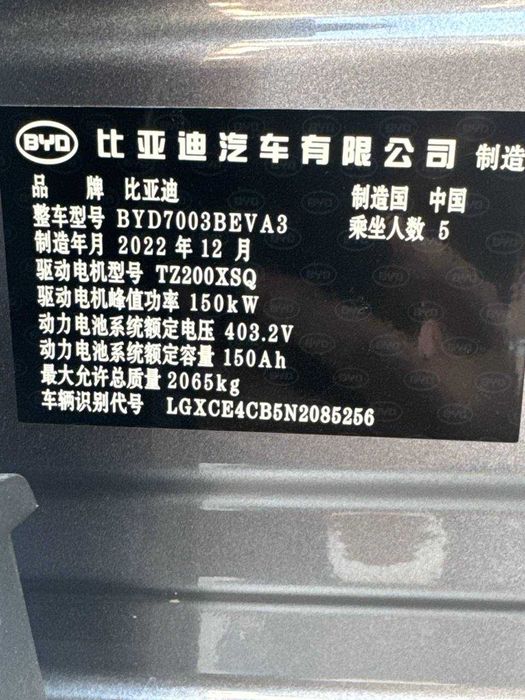 BYD 比亚迪汽车有限公司 制造
品 牌 比亚迪 制造国 中国
整车型号 BYD7003BEVA3 乘坐人数 5
制造年月 2022 年 12 月
驱动电机型号 TZ200XSQ
驱动电机峰值功率 150kW
动力电池系统额定电压 403.2V
动力电池系统额定容量 150Ah
最大允许总质量 2065kg
车辆识别代号 LGXCE4CB5N2085256